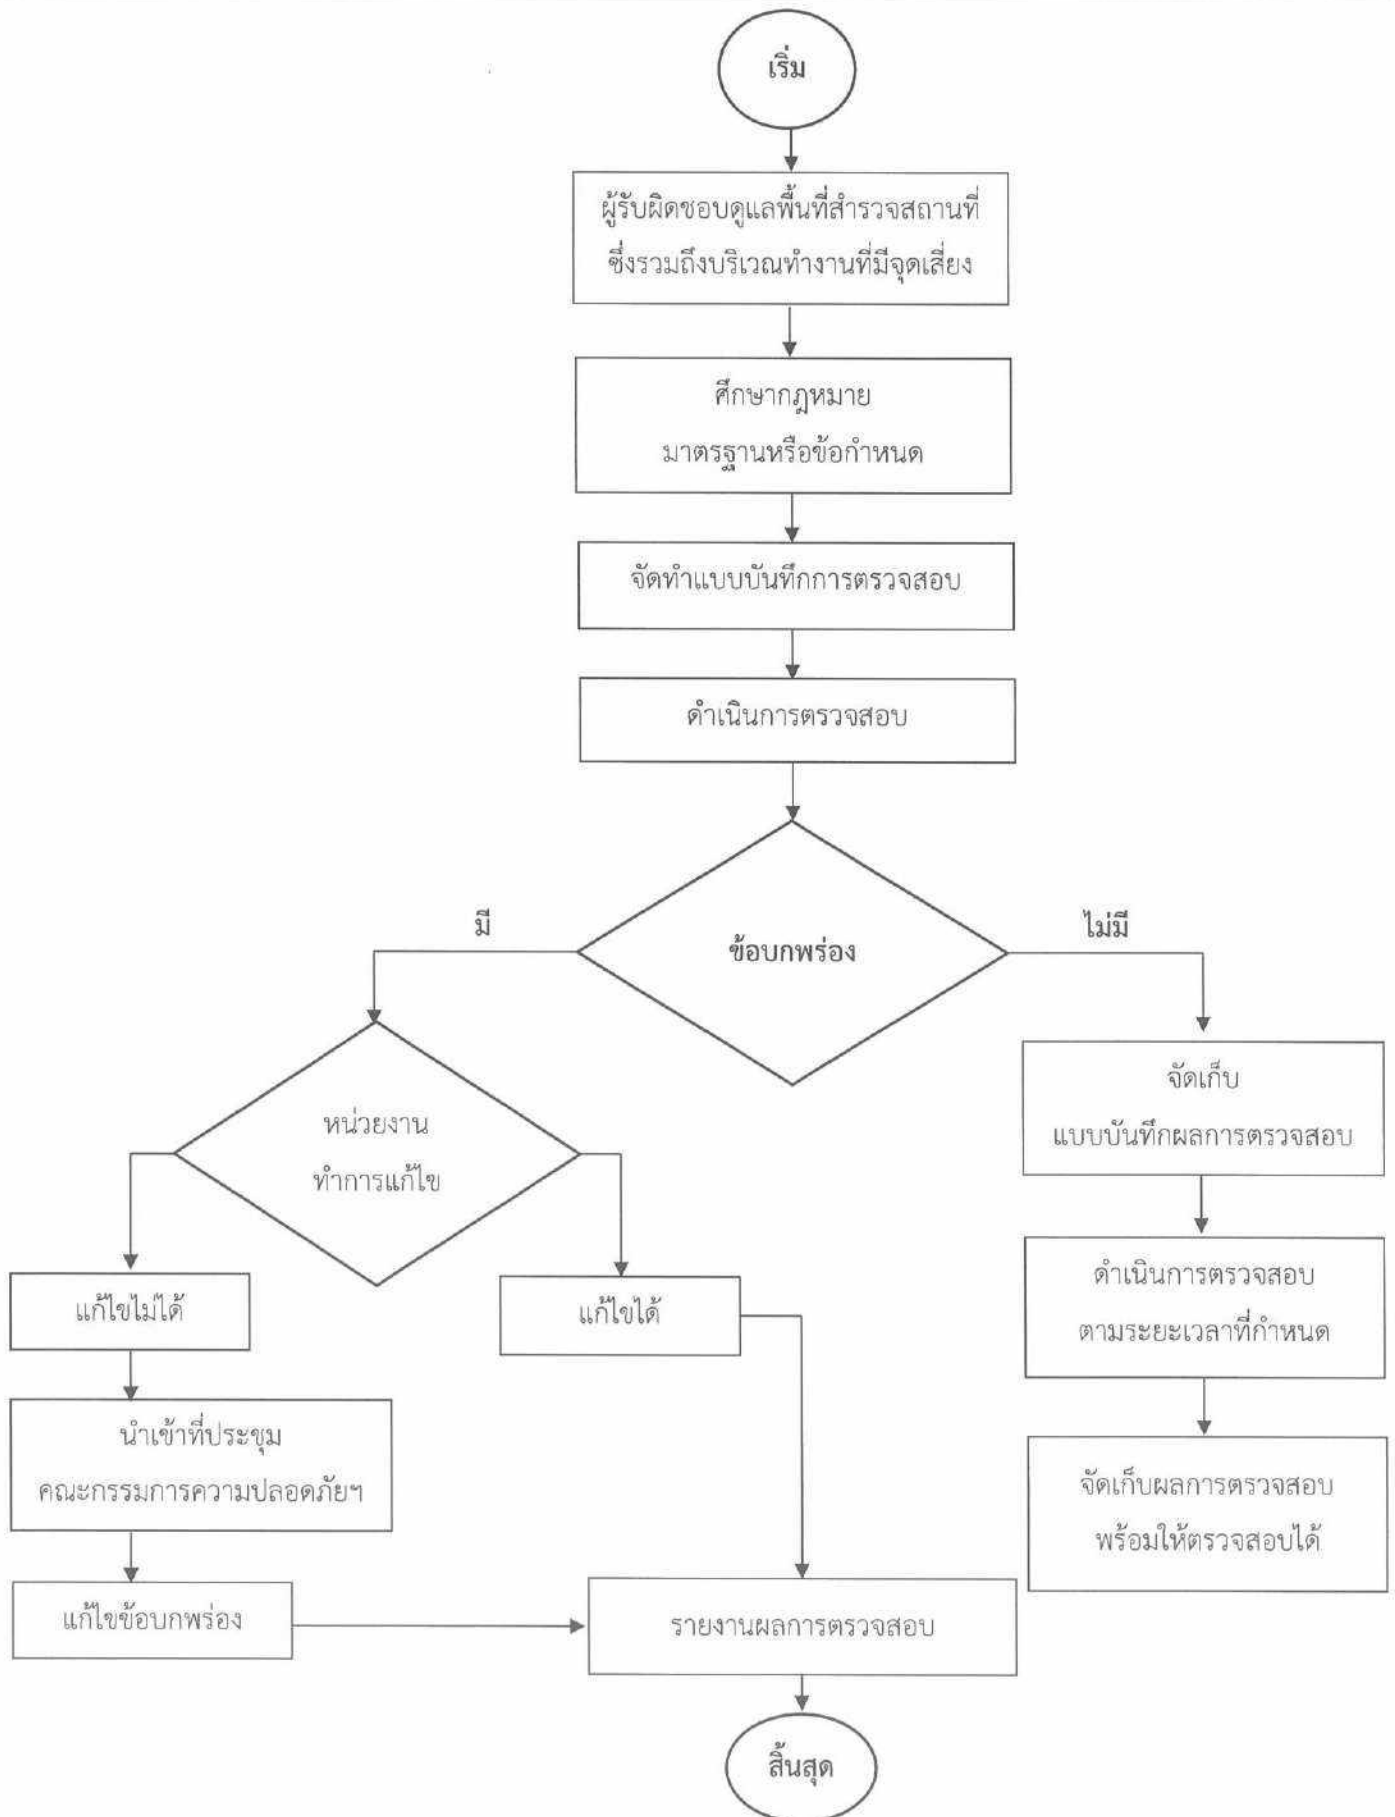 เริ่ม
ผู้รับผิดชอบดูแลพื้นที่สำรวจสถานที่
ซึ่งรวมถึงบริเวณทำงานที่มีจุดเสี่ยง
ศึกษากฎหมาย
มาตรฐานหรือข้อกำหนด
จัดทำแบบบันทึกการตรวจสอบ
ดำเนินการตรวจสอบ
มี
ข้อบกพร่อง
ไม่มี
หน่วยงาน
ทำการแก้ไข
จัดเก็บ
แบบบันทึกผลการตรวจสอบ
แก้ไขไม่ได้
แก้ไขได้
ดำเนินการตรวจสอบ
ตามระยะเวลาที่กำหนด
นำเข้าที่ประชุม
คณะกรรมการความปลอดภัยฯ
จัดเก็บผลการตรวจสอบ
พร้อมให้ตรวจสอบได้
แก้ไขข้อบกพร่อง
รายงานผลการตรวจสอบ
สิ้นสุด